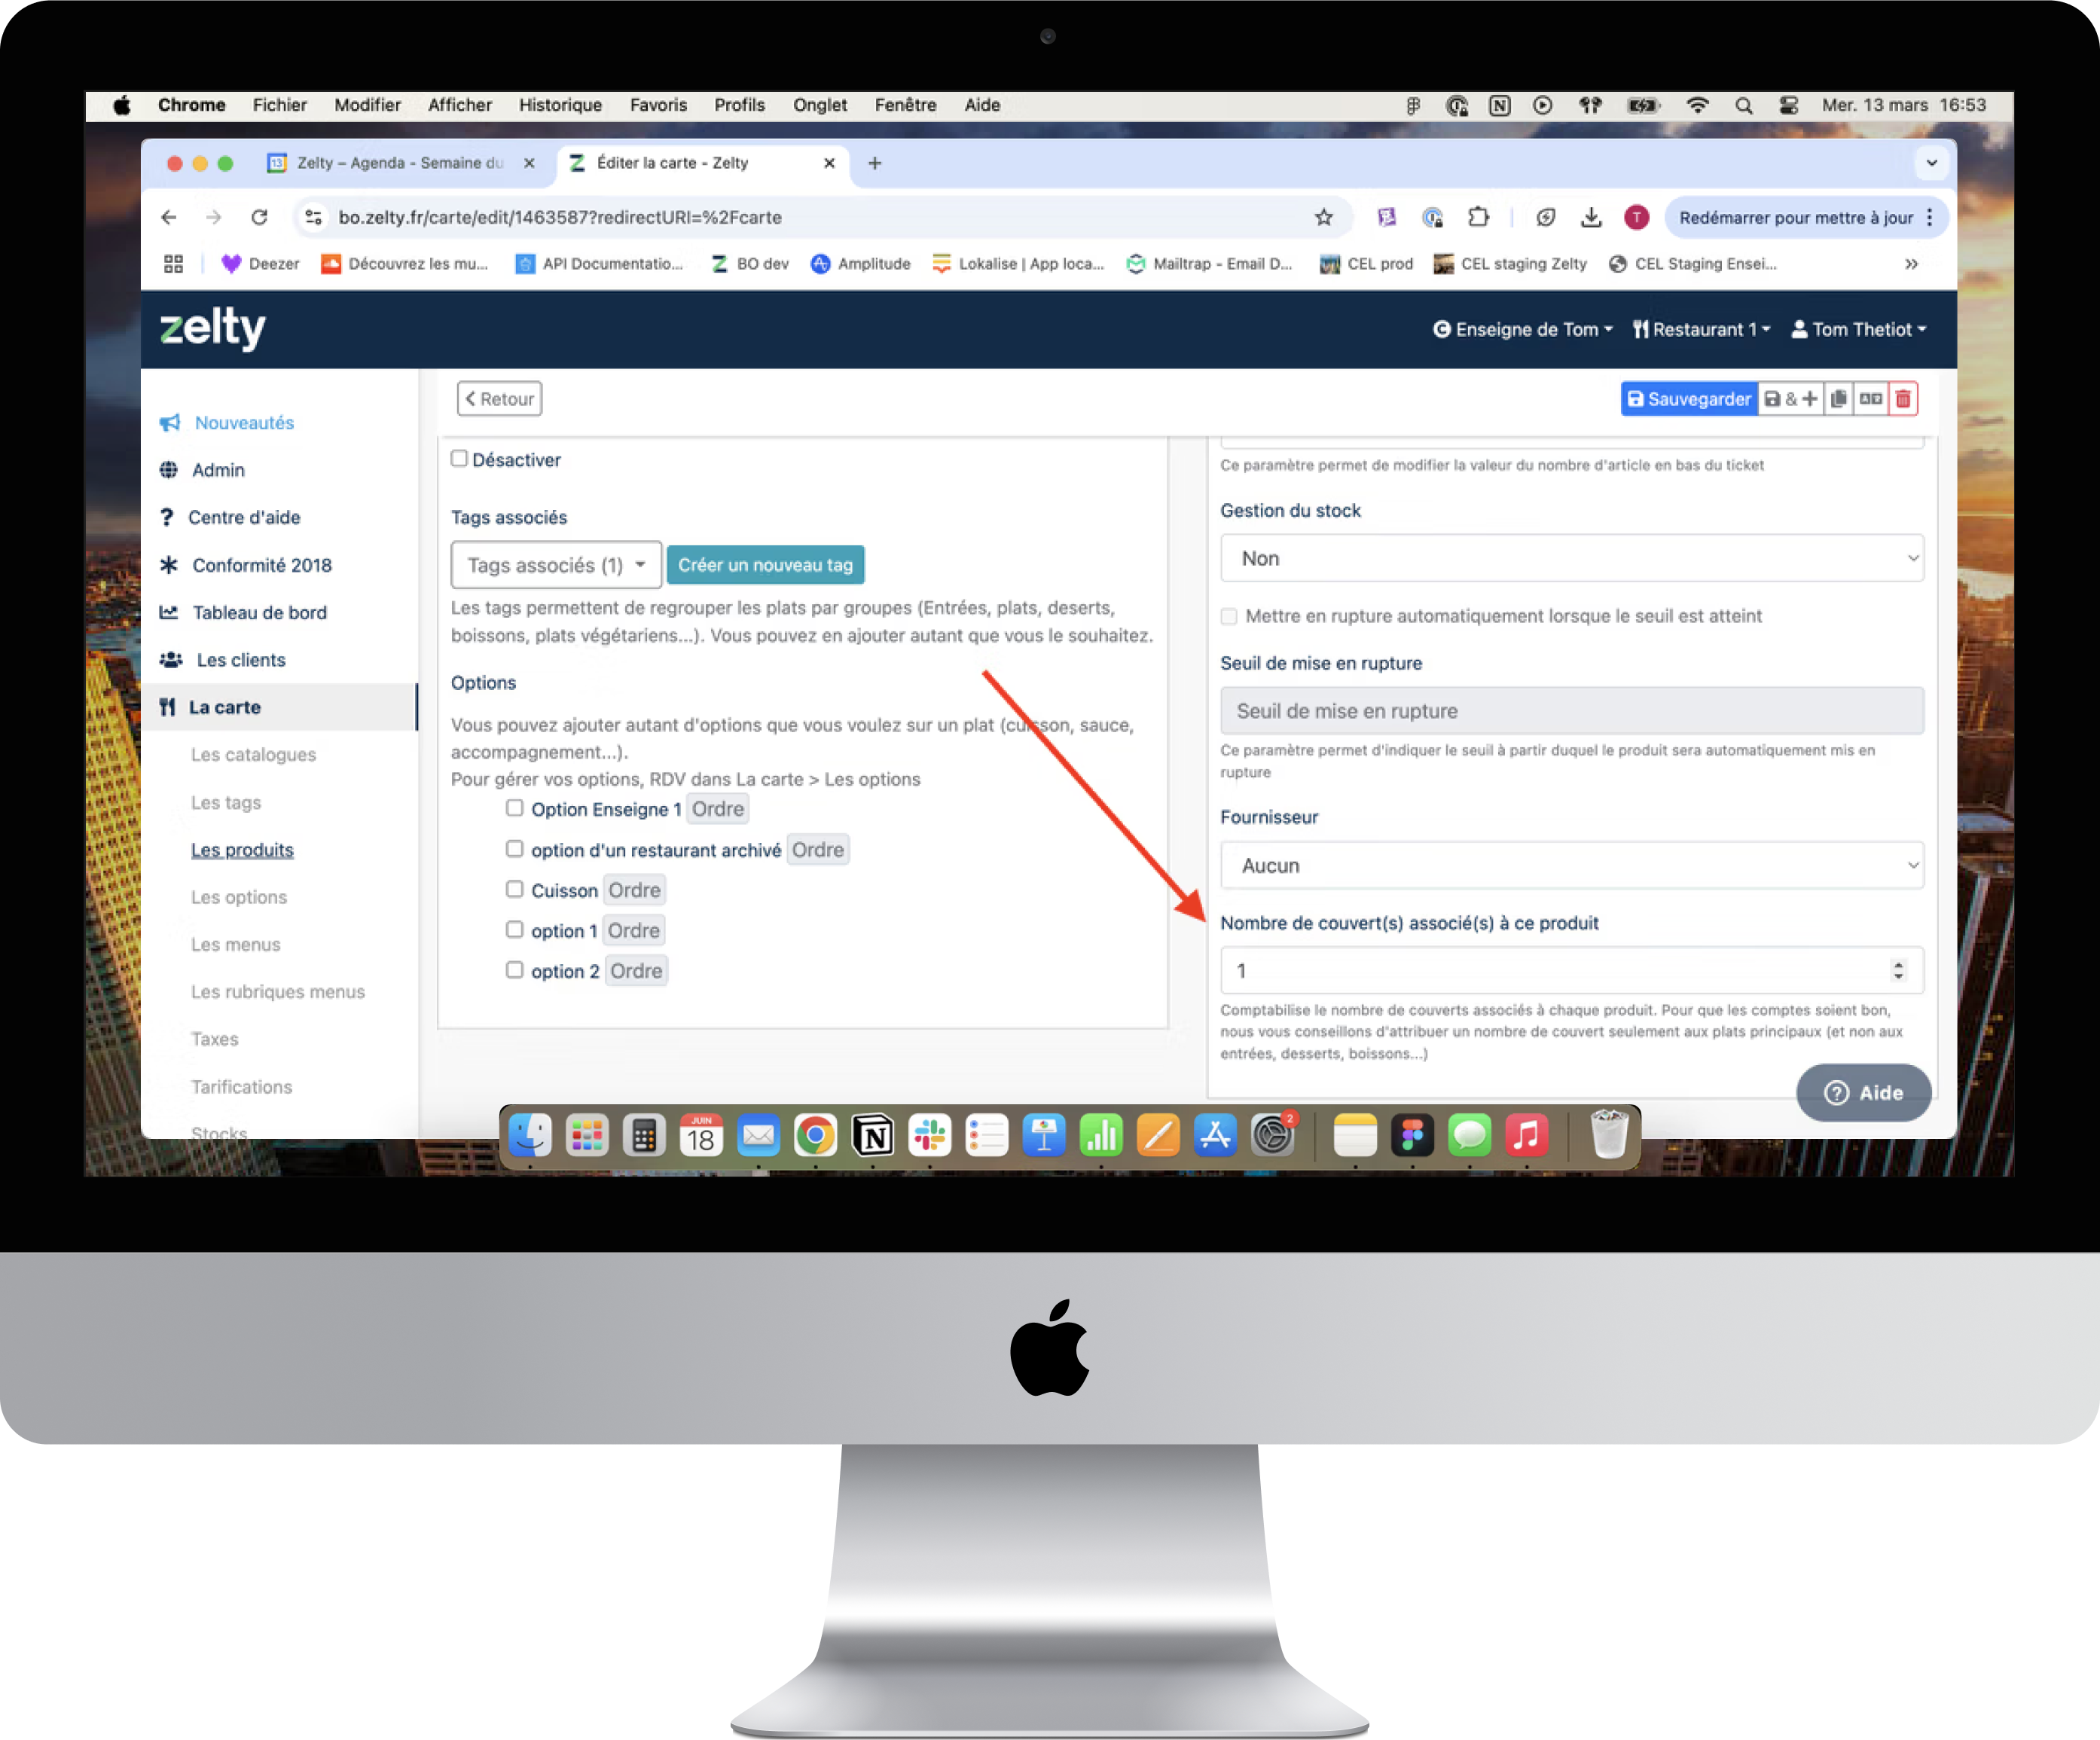 Chrome Fichier Modifier Afficher Historique Favoris Profils Onglet Fenêtre Aide Mer. 13 mars 16:53
13 Zelty – Agenda - Semaine du Éditer la carte - Zelty
bo.zelty.fr/carte/edit/1463587?redirectURI=%2Fcarte T Redémarrer pour mettre à jour
Deezer Découvrez les mu... API Documentatio... BO dev Amplitude Lokalise | App loca... Mailtrap - Email D... CEL prod CEL staging Zelty CEL Staging Ensei... »
zelty Enseigne de Tom Restaurant 1 Tom Thetiot
Retour Sauvegarder & +
Nouveautés
Admin
Centre d'aide
Conformité 2018
Tableau de bord
Les clients
La carte
Les catalogues
Les tags
Les produits
Les options
Les menus
Les rubriques menus
Taxes
Tarifications
Stocks
Désactiver
Tags associés
Tags associés (1) Créer un nouveau tag
Les tags permettent de regrouper les plats par groupes (Entrées, plats, deserts,
boissons, plats végétariens...). Vous pouvez en ajouter autant que vous le souhaitez.
Options
Vous pouvez ajouter autant d'options que vous voulez sur un plat (cuisson, sauce,
accompagnement...).
Pour gérer vos options, RDV dans La carte > Les options
Option Enseigne 1 Ordre
option d'un restaurant archivé Ordre
Cuisson Ordre
option 1 Ordre
option 2 Ordre
Ce paramètre permet de modifier la valeur du nombre d'article en bas du ticket
Gestion du stock
Non
Mettre en rupture automatiquement lorsque le seuil est atteint
Seuil de mise en rupture
Seuil de mise en rupture
Ce paramètre permet d'indiquer le seuil à partir duquel le produit sera automatiquement mis en
rupture
Fournisseur
Aucun
Nombre de couvert(s) associé(s) à ce produit
1
Comptabilise le nombre de couverts associés à chaque produit. Pour que les comptes soient bon,
nous vous conseillons d'attribuer un nombre de couvert seulement aux plats principaux (et non aux
entrées, desserts, boissons...)
Aide
JUIN
18
2